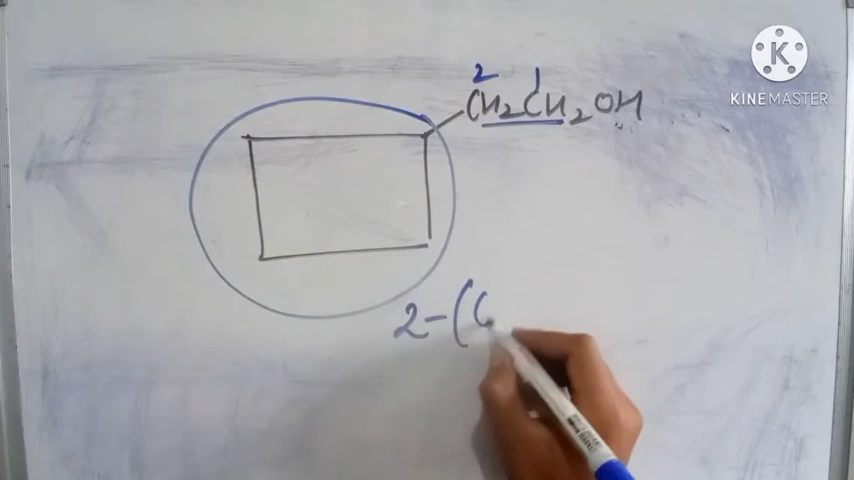 2 1
CH2CH2OH
2-(C
K
KINEMASTER